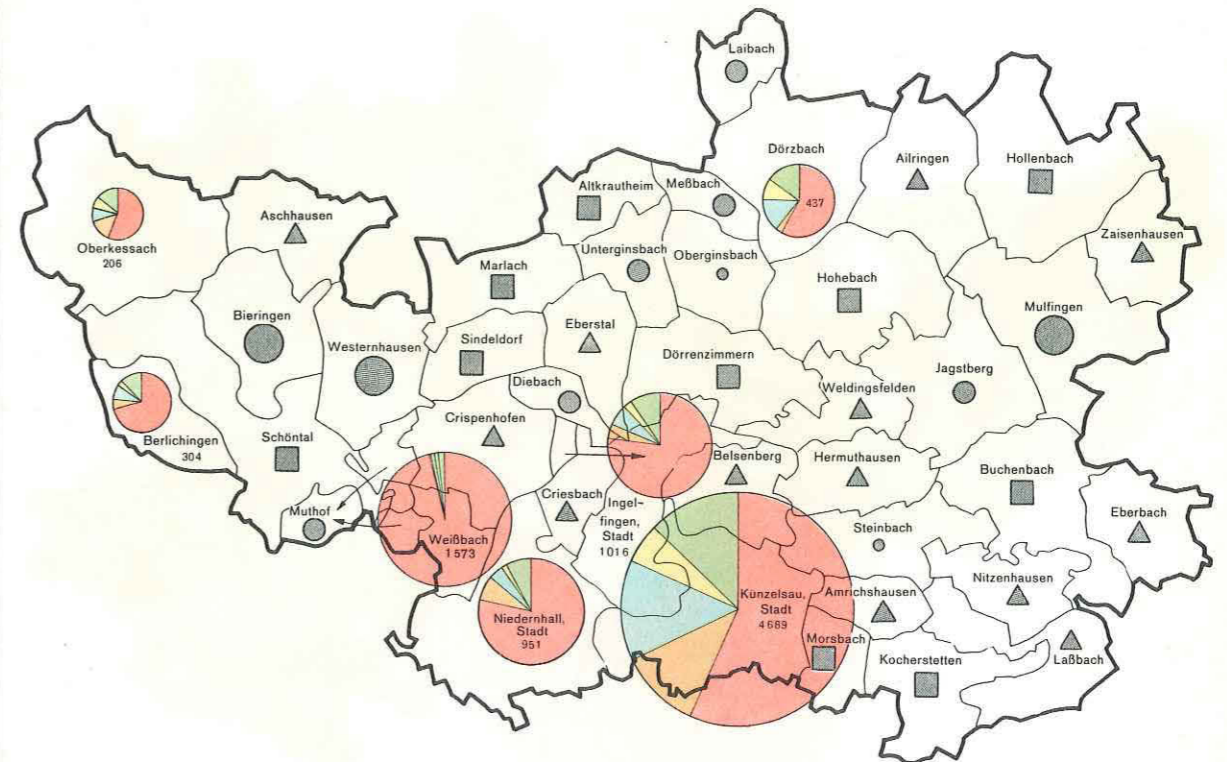 Laibach
Dörzbach
437
Ailringen
Hollenbach
Altkrautheim
Meßbach
Aschhausen
Oberkessach
206
Zaisenhausen
Unterginsbach
Oberginsbach
Marlach
Hohebach
Bieringen
Mulfingen
Westernhausen
Sindeldorf
Eberstal
Dörrenzimmern
Jagstberg
Diebach
Weldingsfelden
Crispenhofen
Berlichingen
304
Schöntal
Belsenberg
Hermuthausen
Buchenbach
Muthof
Criesbach
Ingel-
fingen,
Stadt
1016
Eberbach
Weißbach
1573
Steinbach
Künzelsau,
Stadt
4689
Amrichshausen
Nitzenhausen
Niedernhall,
Stadt
951
Morsbach
Kocherstetten
Laßbach